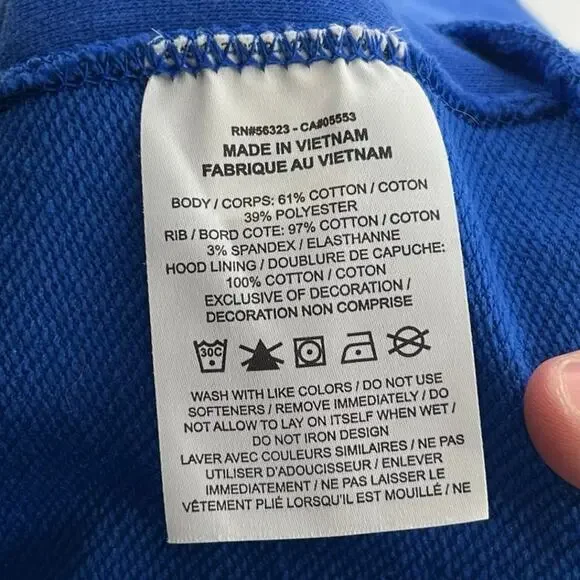 RN#56323 - CA#05553
MADE IN VIETNAM
FABRIQUE AU VIETNAM
BODY / CORPS: 61% COTTON / COTON
39% POLYESTER
RIB / BORD COTE: 97% COTTON / COTON
3% SPANDEX / ELASTHANNE
HOOD LINING / DOUBLURE DE CAPUCHE:
100% COTTON / COTON
EXCLUSIVE OF DECORATION /
DECORATION NON COMPRISE
30C
WASH WITH LIKE COLORS / DO NOT USE
SOFTENERS / REMOVE IMMEDIATELY / DO
NOT ALLOW TO LAY ON ITSELF WHEN WET /
DO NOT IRON DESIGN
LAVER AVEC COULEURS SIMILAIRES / NE PAS
UTILISER D'ADOUCISSEUR / ENLEVER
IMMEDIATEMENT / NE PAS LAISSER LE
VÊTEMENT PLIÉ LORSQU'IL EST MOUILLÉ / NE